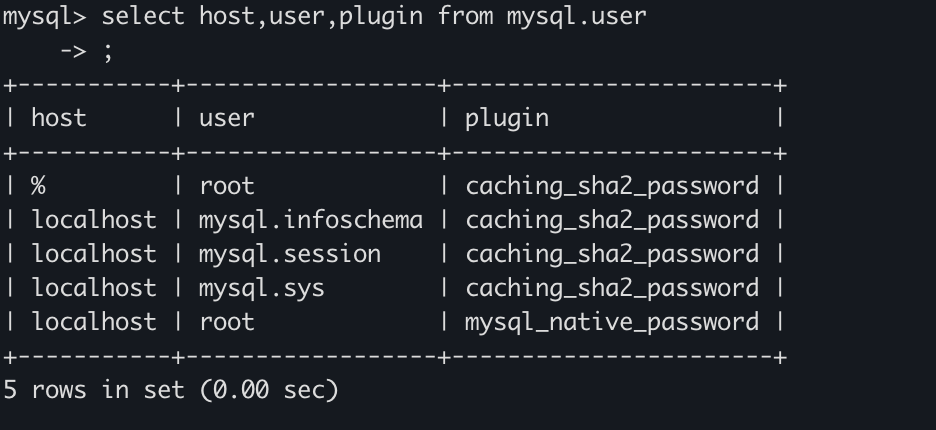 mysql> select host,user,plugin from mysql.user
    -> ;
+-----------+------------------+-----------------------+
| host      | user             | plugin                |
+-----------+------------------+-----------------------+
| %         | root             | caching_sha2_password |
| localhost | mysql.infoschema | caching_sha2_password |
| localhost | mysql.session    | caching_sha2_password |
| localhost | mysql.sys        | caching_sha2_password |
| localhost | root             | mysql_native_password |
+-----------+------------------+-----------------------+
5 rows in set (0.00 sec)